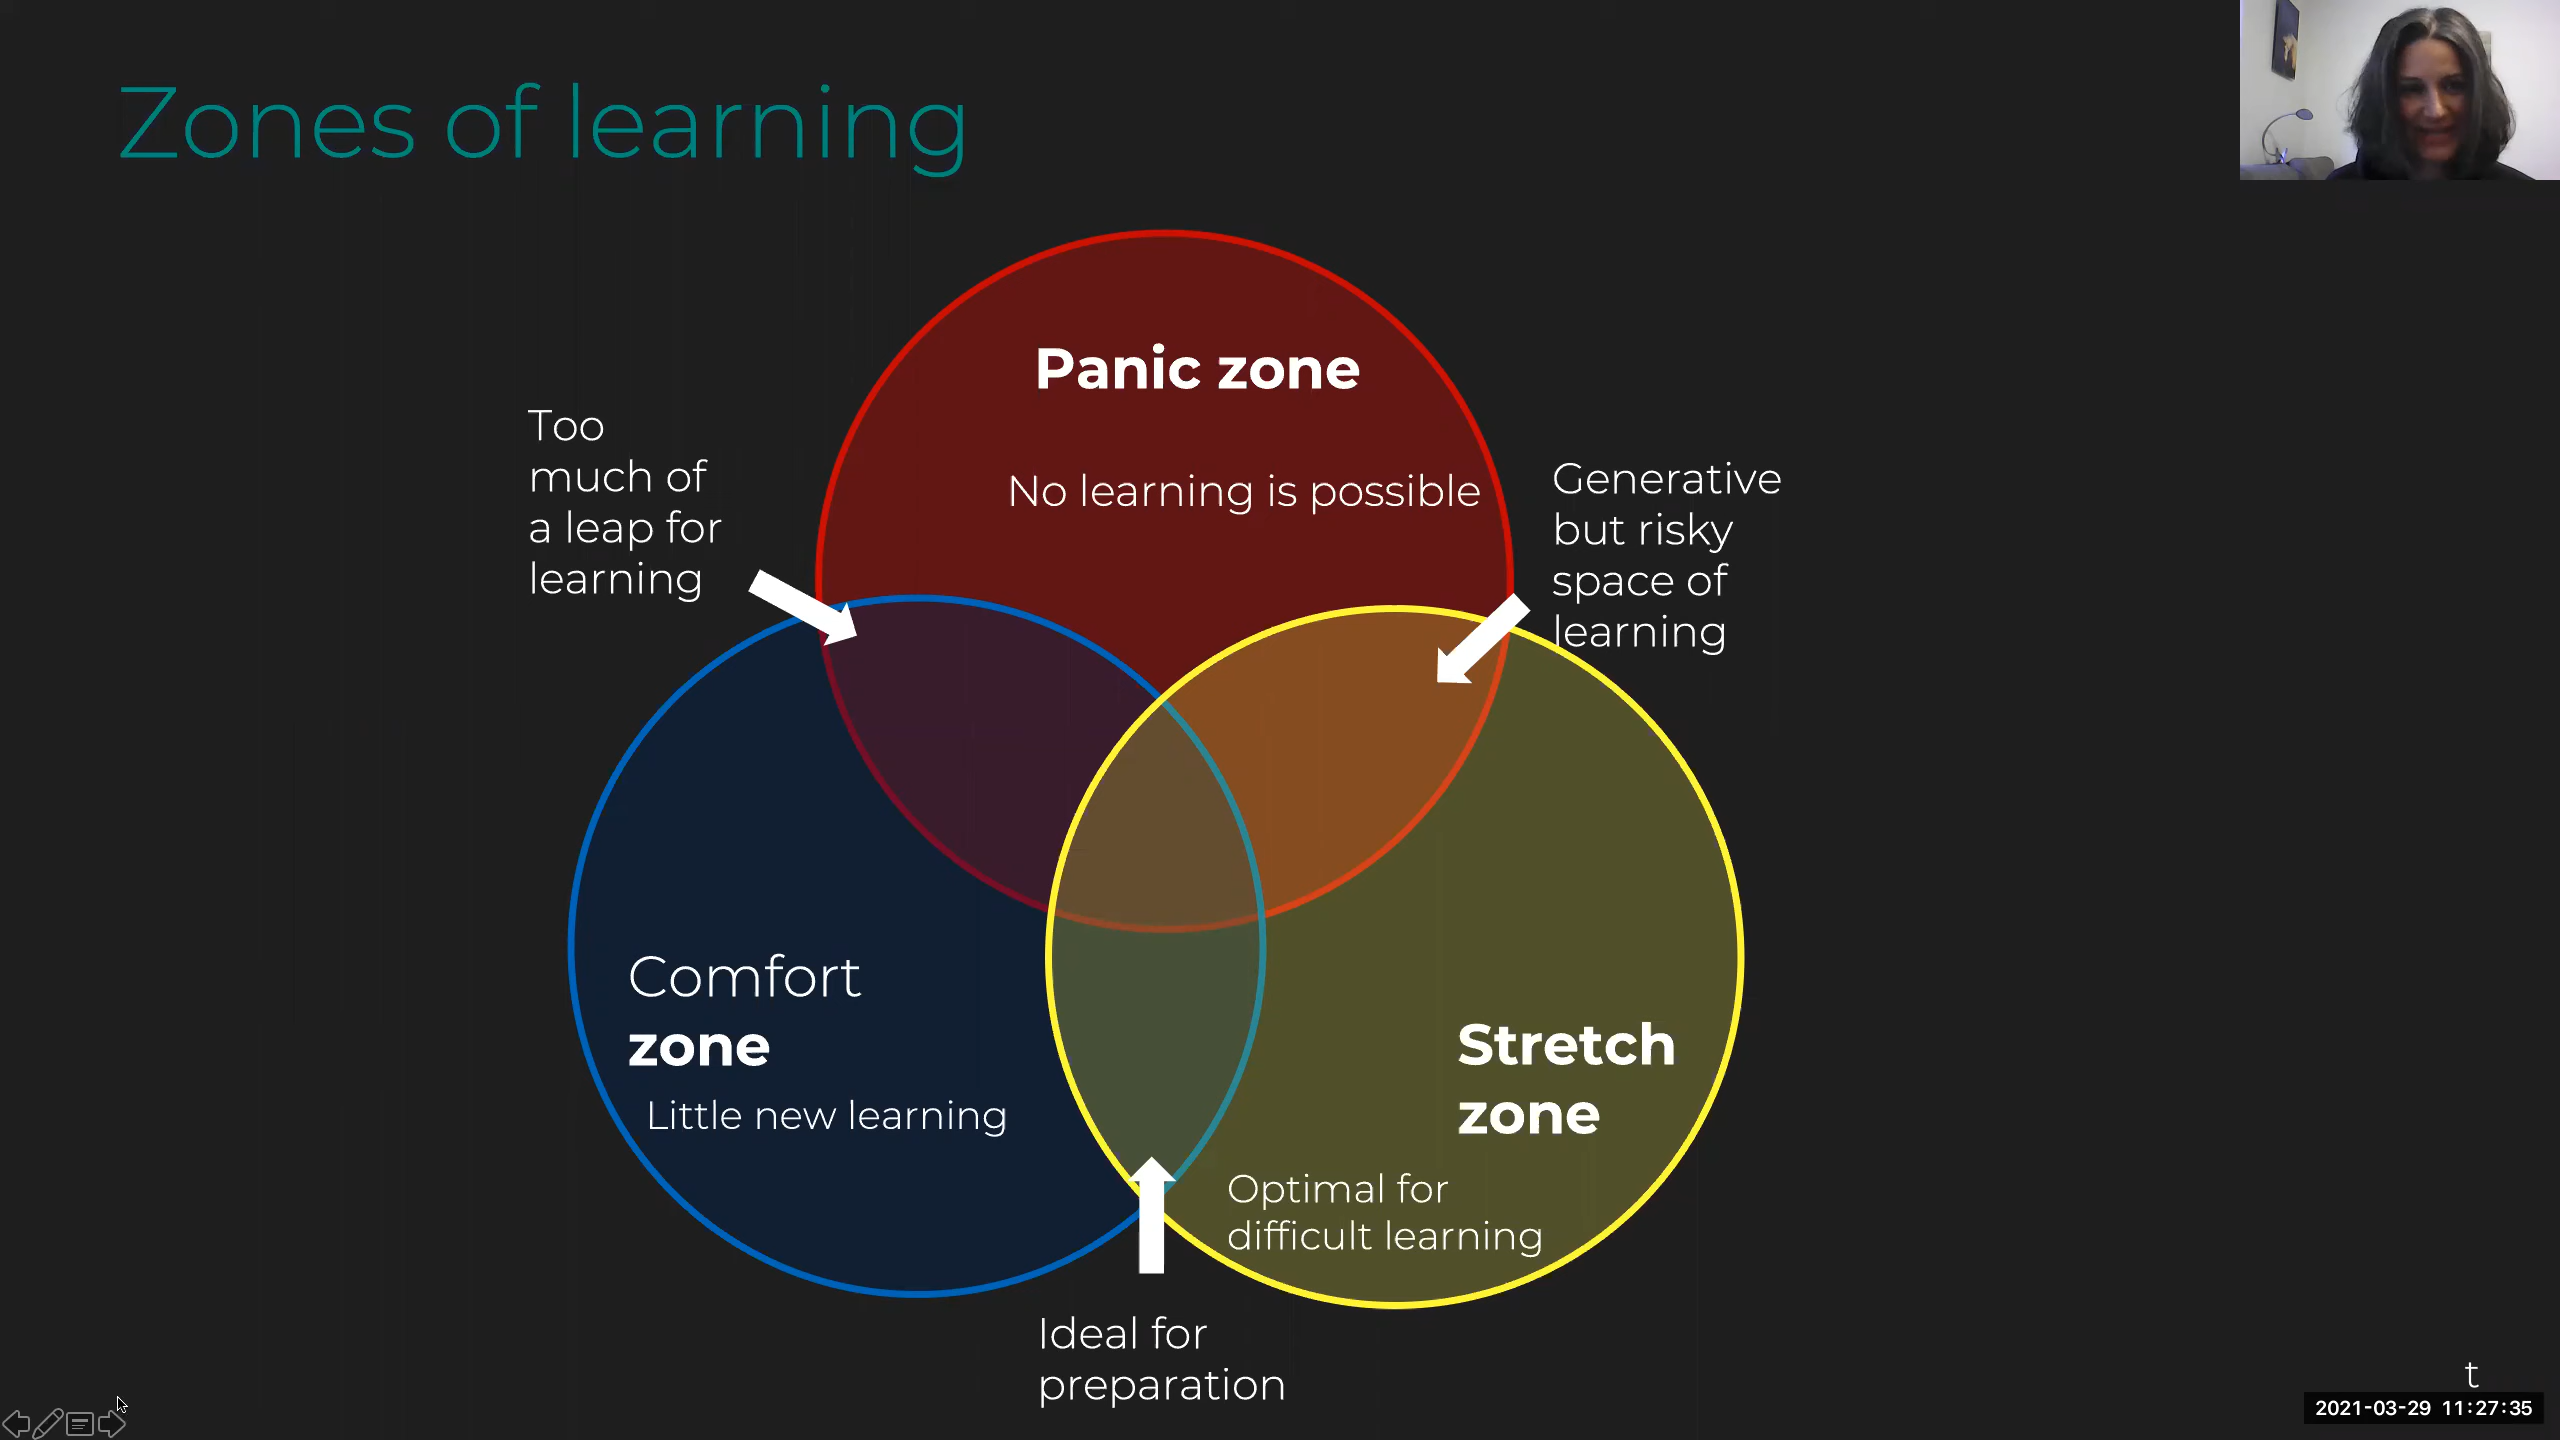 Zones of learning
Panic zone
No learning is possible
Too
much of
a leap for
learning
Generative
but risky
space of
learning
Comfort
zone
Little new learning
Stretch
zone
Optimal for
difficult learning
Ideal for
preparation
t
2021-03-29 11:27:35